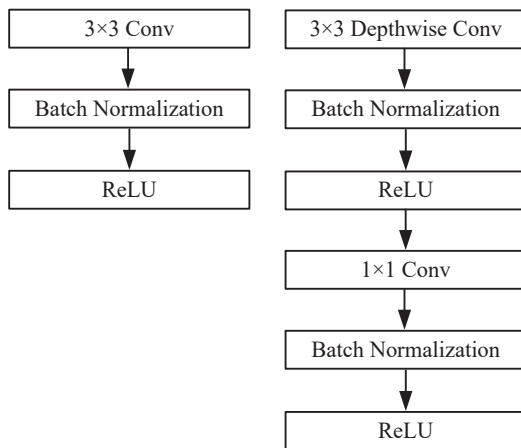 3×3 Conv
Batch Normalization
ReLU
3×3 Depthwise Conv
Batch Normalization
ReLU
1×1 Conv
Batch Normalization
ReLU